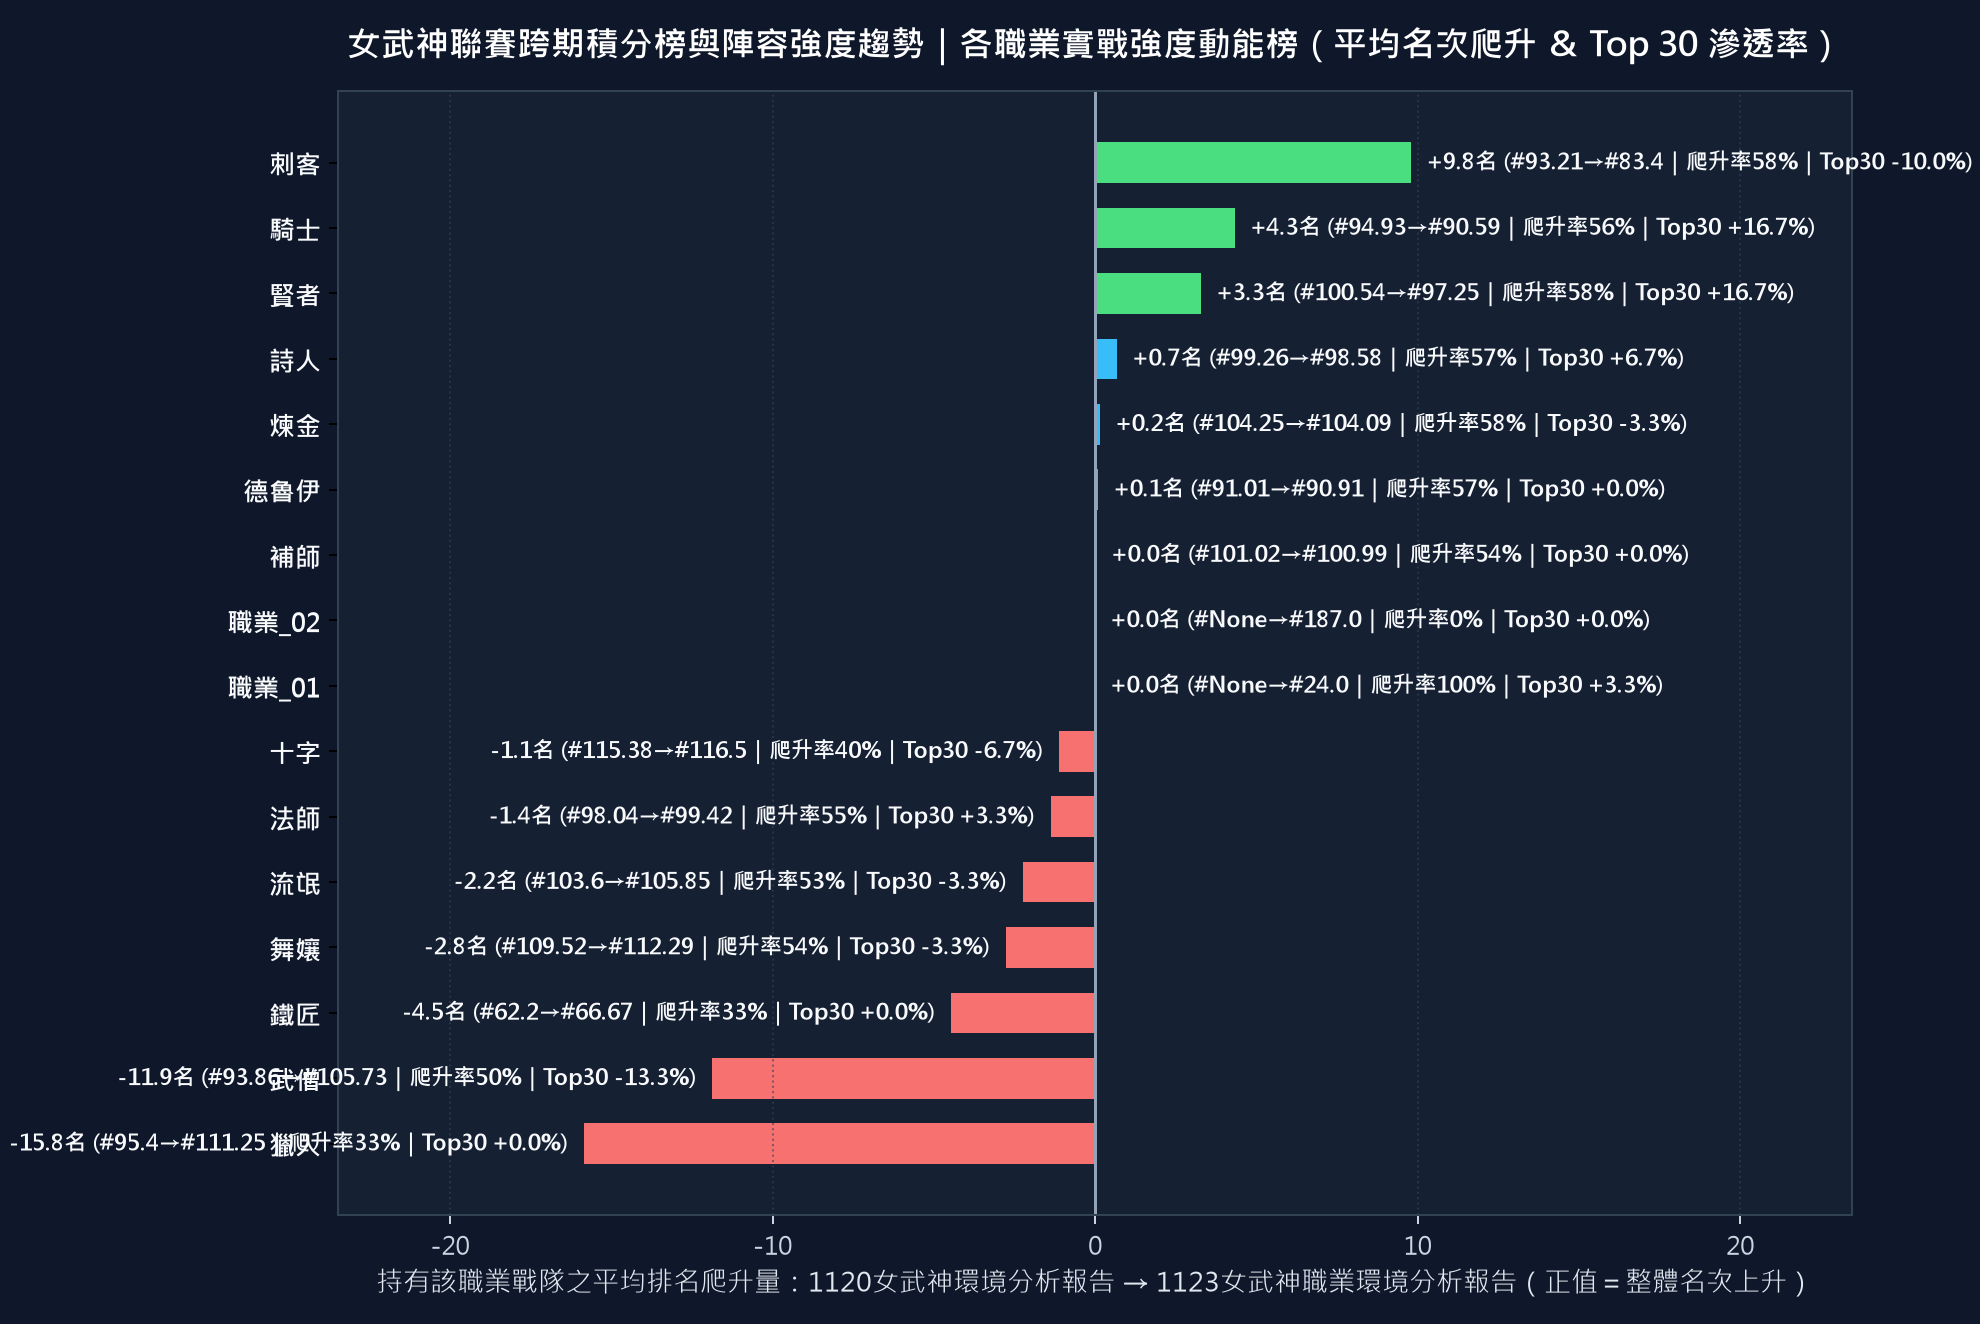 女武神聯賽跨期積分榜與陣容強度趨勢｜各職業實戰強度動能榜（平均名次爬升 & Top 30 滲透率）
刺客 +9.8名 (#93.21→#83.4 | 爬升率58% | Top30 -10.0%)
騎士 +4.3名 (#94.93→#90.59 | 爬升率56% | Top30 +16.7%)
賢者 +3.3名 (#100.54→#97.25 | 爬升率58% | Top30 +16.7%)
詩人 +0.7名 (#99.26→#98.58 | 爬升率57% | Top30 +6.7%)
煉金 +0.2名 (#104.25→#104.09 | 爬升率58% | Top30 -3.3%)
德魯伊 +0.1名 (#91.01→#90.91 | 爬升率57% | Top30 +0.0%)
補師 +0.0名 (#101.02→#100.99 | 爬升率54% | Top30 +0.0%)
職業_02 +0.0名 (#None→#187.0 | 爬升率0% | Top30 +0.0%)
職業_01 +0.0名 (#None→#24.0 | 爬升率100% | Top30 +3.3%)
十字 -1.1名 (#115.38→#116.5 | 爬升率40% | Top30 -6.7%)
法師 -1.4名 (#98.04→#99.42 | 爬升率55% | Top30 +3.3%)
流氓 -2.2名 (#103.6→#105.85 | 爬升率53% | Top30 -3.3%)
舞孃 -2.8名 (#109.52→#112.29 | 爬升率54% | Top30 -3.3%)
鐵匠 -4.5名 (#62.2→#66.67 | 爬升率33% | Top30 +0.0%)
武僧 -11.9名 (#93.86→#105.73 | 爬升率50% | Top30 -13.3%)
獵人 -15.8名 (#95.4→#111.25 | 爬升率33% | Top30 +0.0%)
-20 -10 0 10 20
持有該職業戰隊之平均排名爬升量：1120女武神環境分析報告 → 1123女武神職業環境分析報告（正值＝整體名次上升）